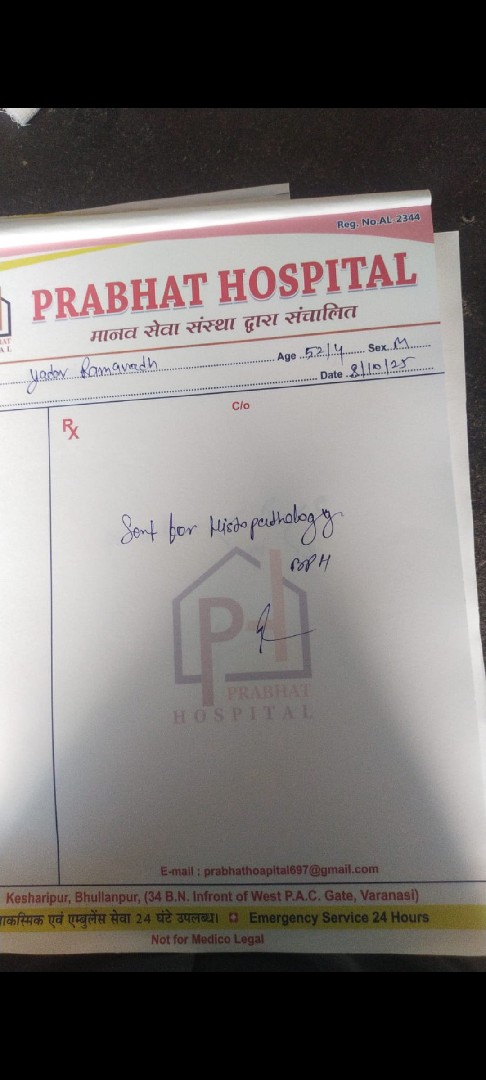 Reg. No.AL-2344
PRABHAT HOSPITAL
मानव सेवा संस्था द्वारा संचालित
Yadav Ramavadh Age 52/Y Sex M
Date 8/10/25
C/o
Rx
Sent for Histopathology
BPH
PH
PRABHAT
HOSPITAL
E-mail : prabhathoapital697@gmail.com
Kesharipur, Bhullanpur, (34 B.N. Infront of West P.A.C. Gate, Varanasi)
एवं एम्बुलेंस सेवा 24 घंटे उपलब्ध। Emergency Service 24 Hours
Not for Medico Legal